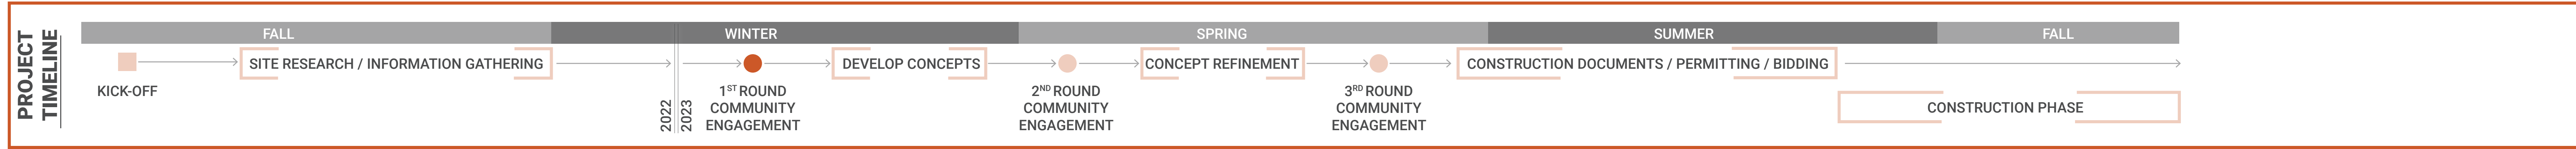 PROJECT
TIMELINE
FALL
WINTER
SPRING
SUMMER
FALL
KICK-OFF
SITE RESEARCH / INFORMATION GATHERING
2022
2023
1ST ROUND
COMMUNITY
ENGAGEMENT
DEVELOP CONCEPTS
2ND ROUND
COMMUNITY
ENGAGEMENT
CONCEPT REFINEMENT
3RD ROUND
COMMUNITY
ENGAGEMENT
CONSTRUCTION DOCUMENTS / PERMITTING / BIDDING
CONSTRUCTION PHASE